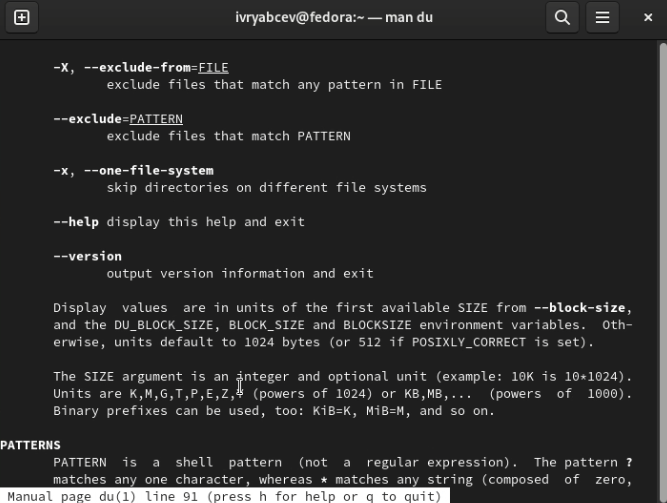 ivryabcev@fedora:~ — man du
-X, --exclude-from=FILE
exclude files that match any pattern in FILE
--exclude=PATTERN
exclude files that match PATTERN
-x, --one-file-system
skip directories on different file systems
--help display this help and exit
--version
output version information and exit
Display values are in units of the first available SIZE from --block-size,
and the DU_BLOCK_SIZE, BLOCK_SIZE and BLOCKSIZE environment variables. Oth-
erwise, units default to 1024 bytes (or 512 if POSIXLY_CORRECT is set).
The SIZE argument is an integer and optional unit (example: 10K is 10*1024).
Units are K,M,G,T,P,E,Z, (powers of 1024) or KB,MB,... (powers of 1000).
Binary prefixes can be used, too: KiB=K, MiB=M, and so on.
PATTERNS
PATTERN is a shell pattern (not a regular expression). The pattern ?
matches any one character, whereas * matches any string (composed of zero,
Manual page du(1) line 91 (press h for help or q to quit)